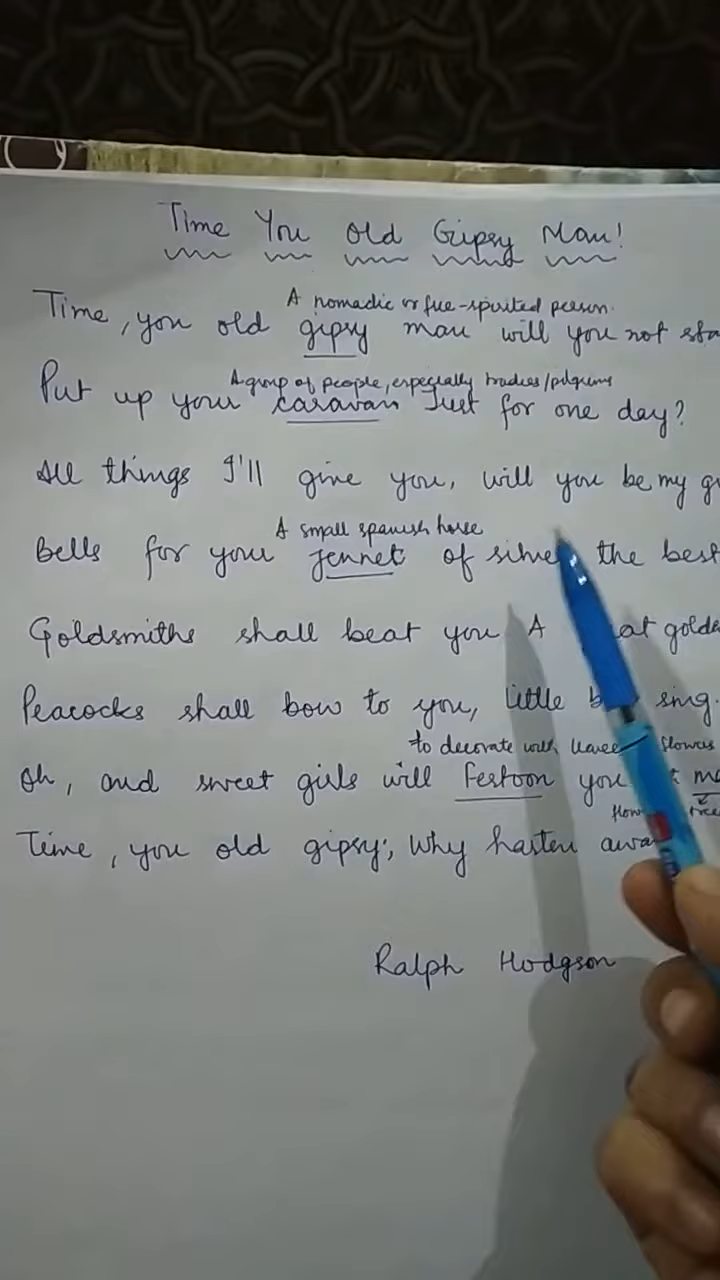 Time You Old Gipsy Man!
A nomadic or free-spirited person.
Time, you old gipsy man will you not
A group of people, especially tradies/pilgrims
Put up your caravan Just for one day?
All things I'll give you, will you be my
A small spanish horse
Bells for your jennet of the best
Goldsmiths shall beat you A
Peacocks shall bow to you, little sing.
to decorate with leaves flowers
Oh, and sweet girls will Festoon you
Time, you old gipsy, Why hasten
Ralph Hodgson